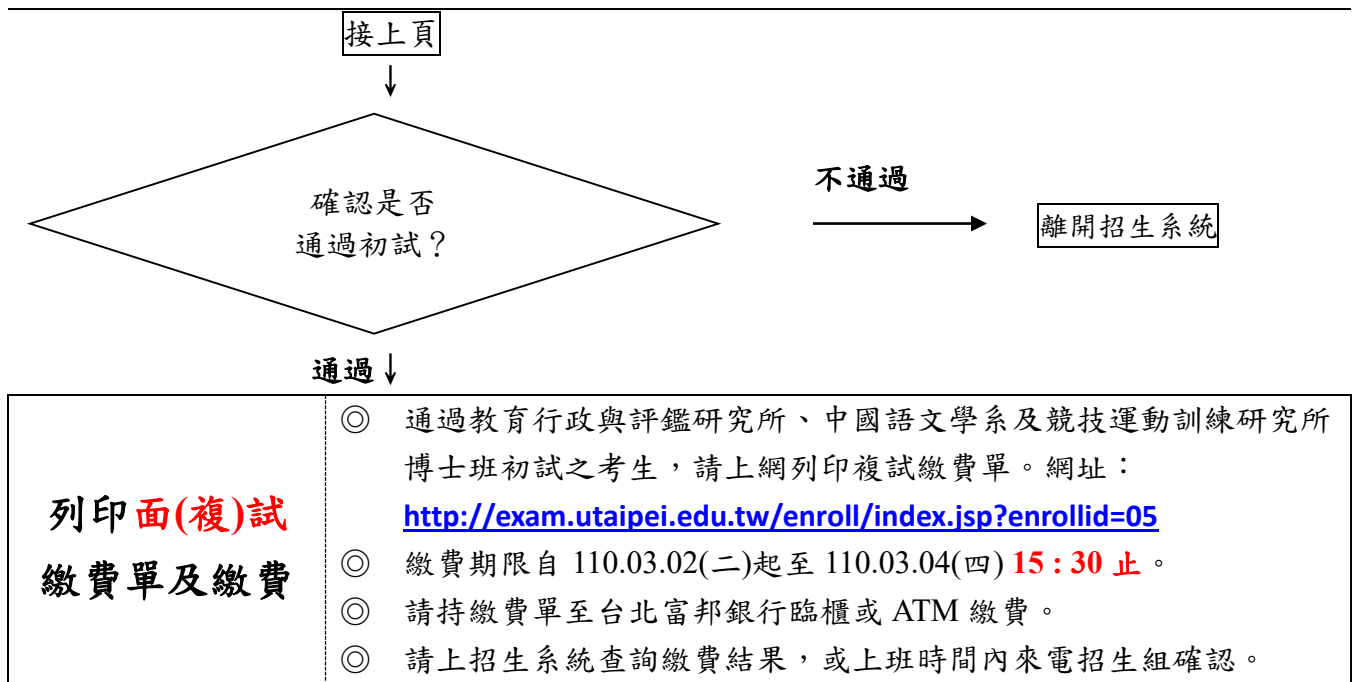 接上頁
↓
確認是否
通過初試？
不通過
離開招生系統
通過↓
列印面(複)試
繳費單及繳費
◎ 通過教育行政與評鑑研究所、中國語文學系及競技運動訓練研究所
博士班初試之考生，請上網列印複試繳費單。網址：
http://exam.utaipei.edu.tw/enroll/index.jsp?enrollid=05
◎ 繳費期限自 110.03.02(二)起至 110.03.04(四) 15 : 30 止。
◎ 請持繳費單至台北富邦銀行臨櫃或 ATM 繳費。
◎ 請上招生系統查詢繳費結果，或上班時間內來電招生組確認。